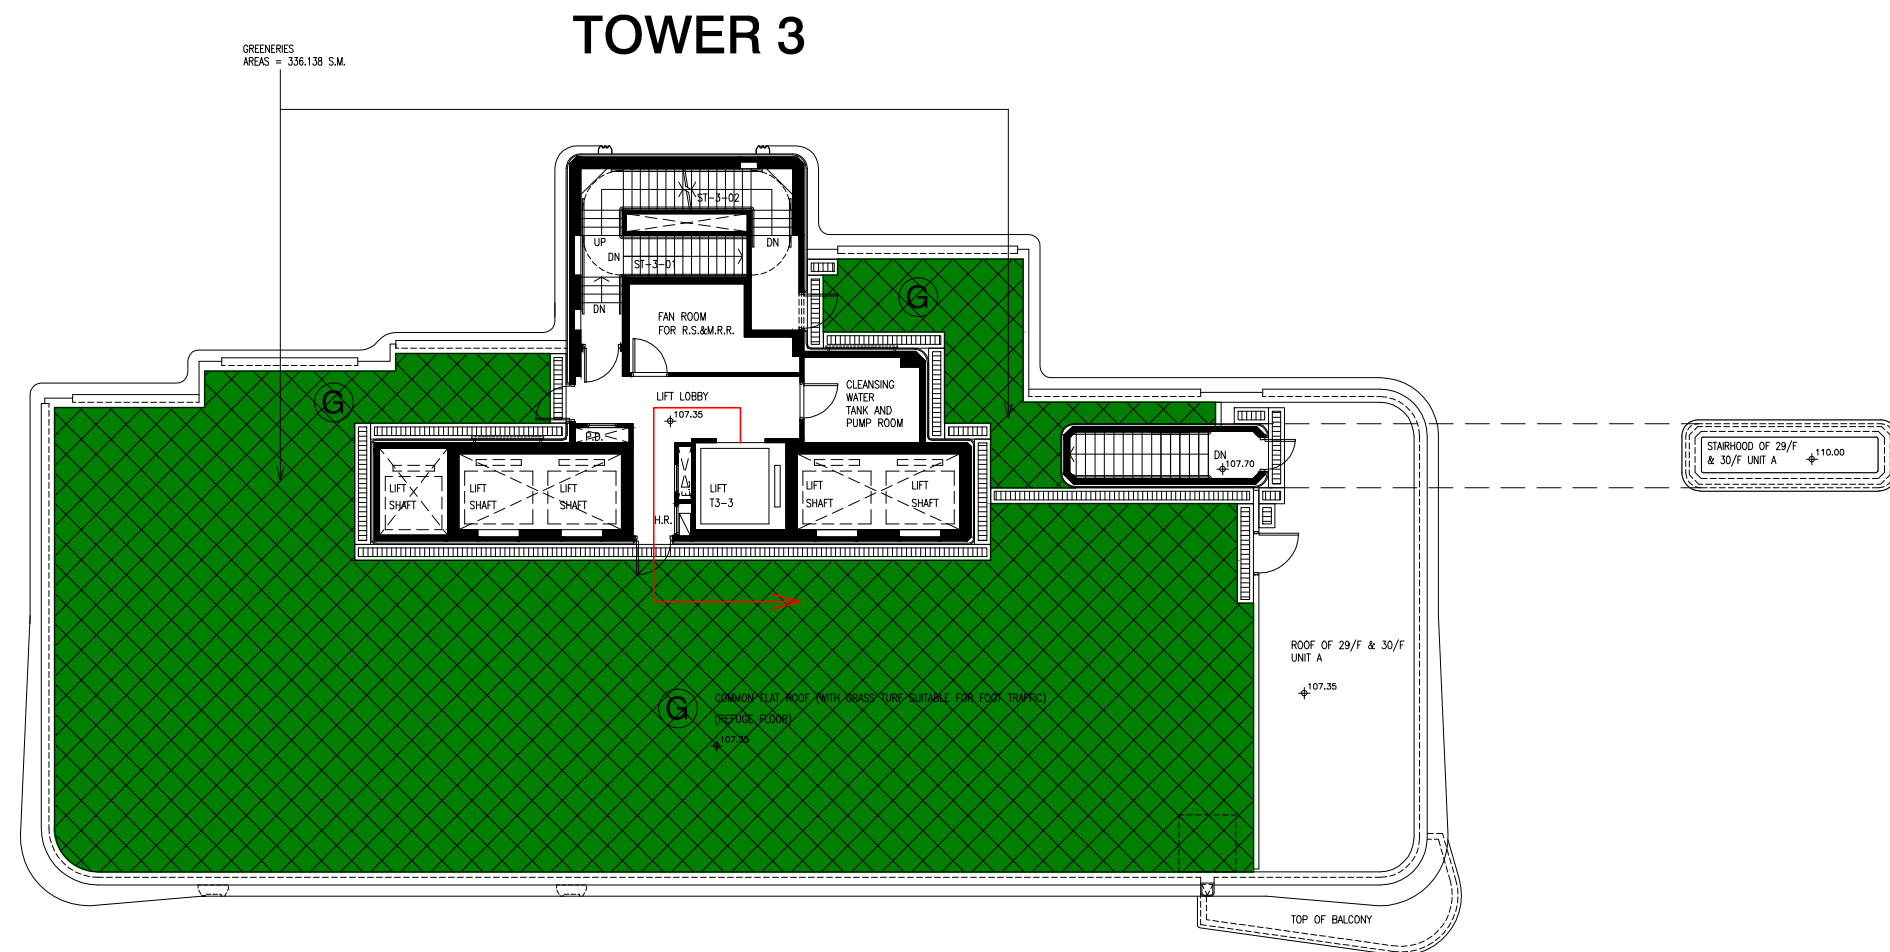 TOWER 3
GREENERIES
AREAS = 336.138 S.M.
ST-3-02
UP
DN
DN
ST-3-01
DN
G
FAN ROOM
FOR R.S.&M.R.R.
G
LIFT LOBBY
107.35
CLEANSING
WATER
TANK AND
PUMP ROOM
P.D.
LIFT
SHAFT
LIFT
SHAFT
LIFT
SHAFT
LIFT
T3-3
LIFT
SHAFT
LIFT
SHAFT
H.R.
DN
107.70
STAIRHOOD OF 29/F
& 30/F UNIT A
110.00
ROOF OF 29/F & 30/F
UNIT A
107.35
G
COMMON FLAT ROOF (WITH GRASS TURF SUITABLE FOR FOOT TRAFFIC)
(REFUGE FLOOR)
107.35
TOP OF BALCONY